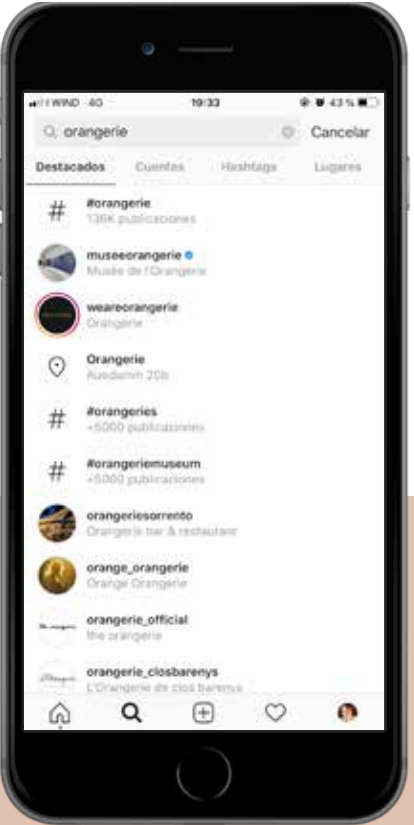 WIND 4G 19:33 43 %
orangerie Cancelar
Destacados Cuentas Hashtags Lugares
#orangerie
136K publicaciones
museeorangerie
Musée de l'Orangerie
weareorangerie
Orangerie
Orangerie
Auedamm 20b
#orangeries
+5000 publicaciones
#orangeriemuseum
+5000 publicaciones
orangeriesorrento
Orangerie bar & restaurant
orange_orangerie
Orange Orangerie
orangerie_official
the orangerie
orangerie_closbarenys
L'Orangerie de clos barenys